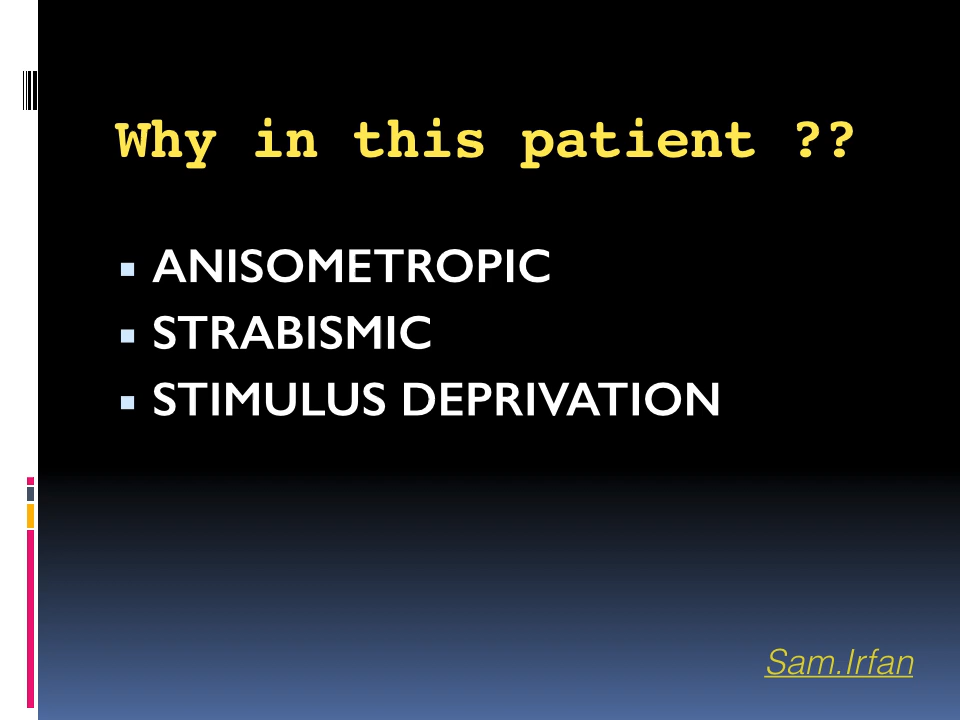 Why in this patient ??
ANISOMETROPIC
STRABISMIC
STIMULUS DEPRIVATION
Sam.Irfan